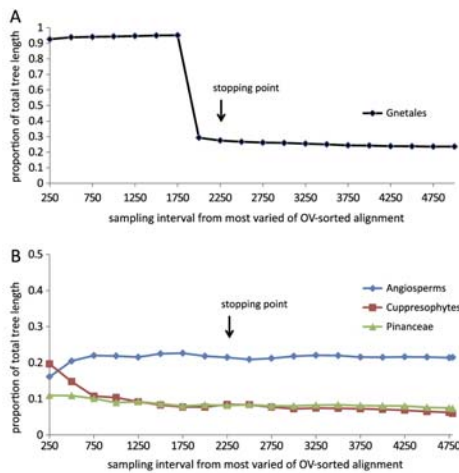 A
proportion of total tree length
1
0.9
0.8
0.7
0.6
0.5
0.4
0.3
0.2
0.1
0
stopping point
Gnetales
250 750 1250 1750 2250 2750 3250 3750 4250 4750
sampling interval from most varied of OV-sorted alignment
B
proportion of total tree length
0.5
0.4
0.3
0.2
0.1
0
stopping point
Angiosperms
Cuppresophytes
Pinanceae
250 750 1250 1750 2250 2750 3250 3750 4250 4750
sampling interval from most varied of OV-sorted alignment